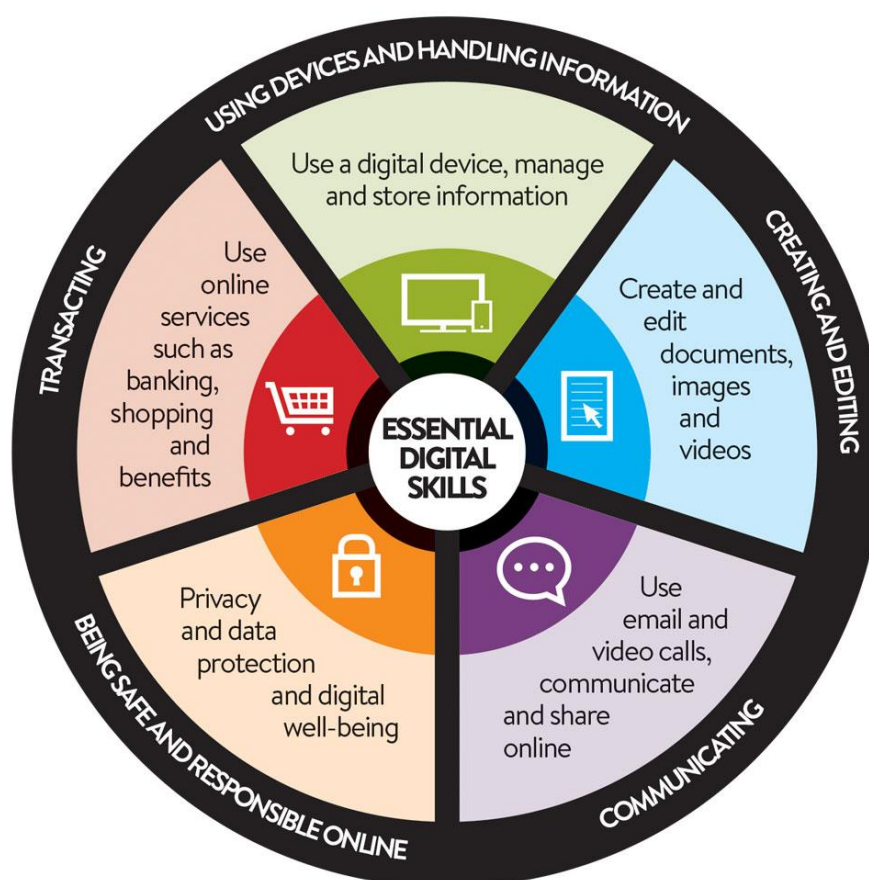 USING DEVICES AND HANDLING INFORMATION
Use a digital device, manage
and store information
CREATING AND EDITING
Create and
edit
documents,
images
and
videos
COMMUNICATING
Use
email and
video calls,
communicate
and share
online
BEING SAFE AND RESPONSIBLE ONLINE
Privacy
and data
protection
and digital
well-being
TRANSACTING
Use
online
services
such as
banking,
shopping
and
benefits
ESSENTIAL
DIGITAL
SKILLS